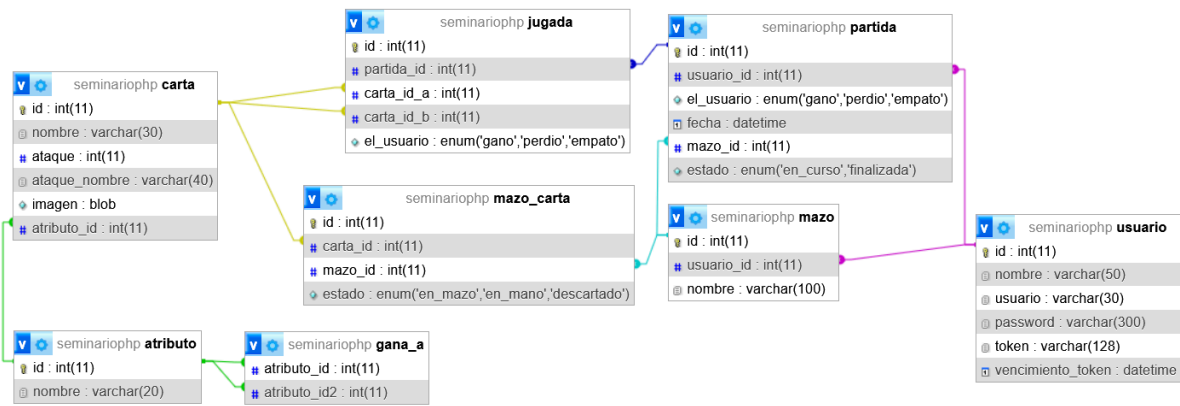 seminariophp jugada
id : int(11)
partida_id : int(11)
carta_id_a : int(11)
carta_id_b : int(11)
el_usuario : enum('gano','perdio','empato')
seminariophp partida
id : int(11)
usuario_id : int(11)
el_usuario : enum('gano','perdio','empato')
fecha : datetime
mazo_id : int(11)
estado : enum('en_curso','finalizada')
seminariophp carta
id : int(11)
nombre : varchar(30)
ataque : int(11)
ataque_nombre : varchar(40)
imagen : blob
atributo_id : int(11)
seminariophp mazo_carta
id : int(11)
carta_id : int(11)
mazo_id : int(11)
estado : enum('en_mazo','en_mano','descartado')
seminariophp mazo
id : int(11)
usuario_id : int(11)
nombre : varchar(100)
seminariophp usuario
id : int(11)
nombre : varchar(50)
usuario : varchar(30)
password : varchar(300)
token : varchar(128)
vencimiento_token : datetime
seminariophp atributo
id : int(11)
nombre : varchar(20)
seminariophp gana_a
atributo_id : int(11)
atributo_id2 : int(11)